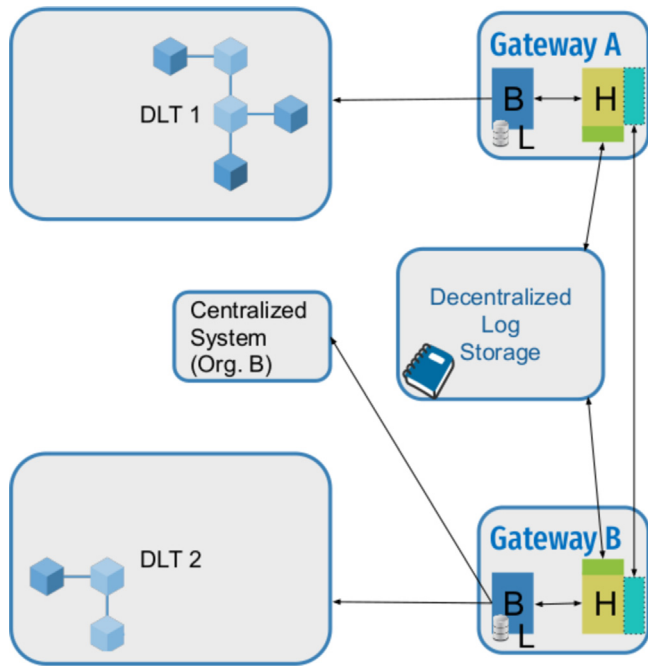 Gateway A
B
H
L
DLT 1
Decentralized
Log
Storage
Centralized
System
(Org. B)
Gateway B
DLT 2
B
H
L